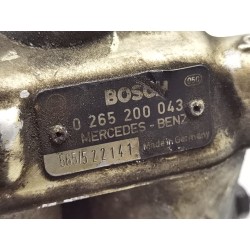 BOSCH
0 265 200 043
MERCEDES-BENZ
Made in Germany